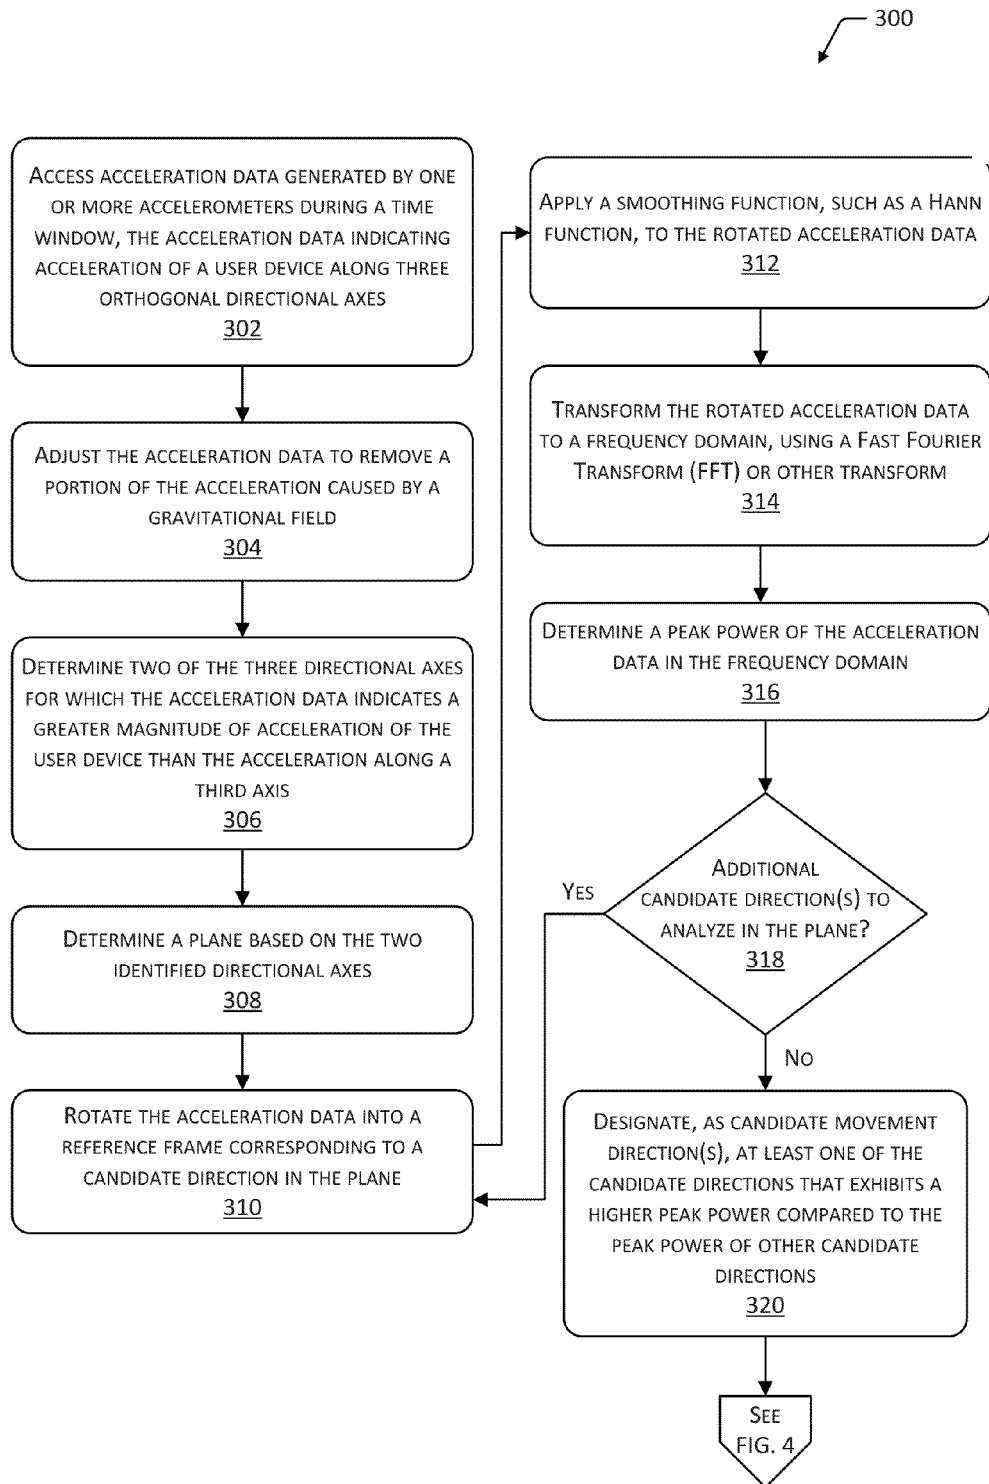 300
Access acceleration data generated by one
or more accelerometers during a time
window, the acceleration data indicating
acceleration of a user device along three
orthogonal directional axes
302
Adjust the acceleration data to remove a
portion of the acceleration caused by a
gravitational field
304
Determine two of the three directional axes
for which the acceleration data indicates a
greater magnitude of acceleration of the
user device than the acceleration along a
third axis
306
Determine a plane based on the two
identified directional axes
308
Rotate the acceleration data into a
reference frame corresponding to a
candidate direction in the plane
310
Apply a smoothing function, such as a Hann
function, to the rotated acceleration data
312
Transform the rotated acceleration data
to a frequency domain, using a Fast Fourier
Transform (FFT) or other transform
314
Determine a peak power of the acceleration
data in the frequency domain
316
Additional
candidate direction(s) to
analyze in the plane?
318
Yes
No
Designate, as candidate movement
direction(s), at least one of the
candidate directions that exhibits a
higher peak power compared to the
peak power of other candidate
directions
320
See
Fig. 4